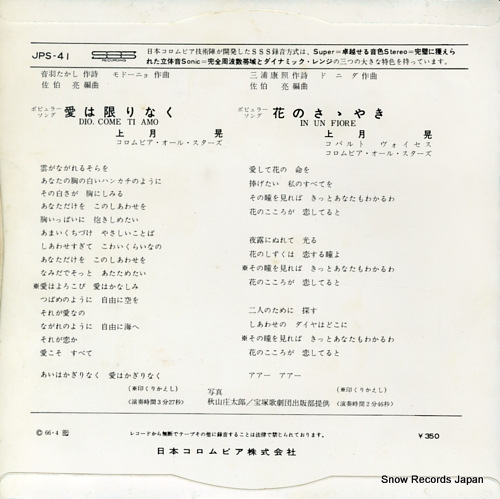 JPS-41
SSS
RECORDING
日本コロムビア技術陣が開発したSSS録音方式は、Super=卓越せる音色Stereo=完璧に獲えら
れた立体音Sonic=完全周波数帯域とダイナミック・レンジの三つの大きな特色を持っています。
音羽たかし 作詩 モドーニョ 作曲
佐伯 亮 編曲
ポピュラー
ソング
愛は限りなく
DIO, COME TI AMO
上月 晃
コロムビア・オール・スターズ
雲がながれるそらを
あなたの胸の白いハンカチのように
その白さが 胸にしみる
あなただけを このしあわせを
胸いっぱいに 抱きしめたい
あまいくちづけ やさしいことば
しあわせすぎて こわいくらいなの
あなただけを このしあわせを
なみだでそっと あたためたい
※愛はよろこび 愛はかなしみ
つばめのように 自由に空を
それが愛なの
ながれのように 自由に海へ
それが恋か
愛こそ すべて
あいはかぎりなく 愛はかぎりなく
(※印くりかえし)
(演奏時間3分27秒)
三浦康照 作詩 ドニダ 作曲
佐伯 亮 編曲
ポピュラー
ソング
花のさゝやき
IN UN FIORE
上月 晃
コバルト ヴォイセス
コロムビア・オール・スターズ
愛して花の 命を
捧げたい 私のすべてを
その瞳を見れば きっとあなたもわかるわ
花のこころが 恋してると
夜露にぬれて 光る
花のしずくは 恋する瞳よ
※その瞳を見れば きっとあなたもわかるわ
花のこころが 恋してると
二人のために 探す
しあわせの ダイヤはどこに
※その瞳を見れば きっとあなたもわかるわ
花のこころが 恋してると
アアー アアー
(※印くりかえし)
(演奏時間2分46秒)
写真
秋山庄太郎/宝塚歌劇団出版部提供
©66・4
レコードから無断でテープその他に録音することは法律で禁じられております。
¥350
日本コロムビア株式会社
Snow Records Japan
www.snowrecords.jp